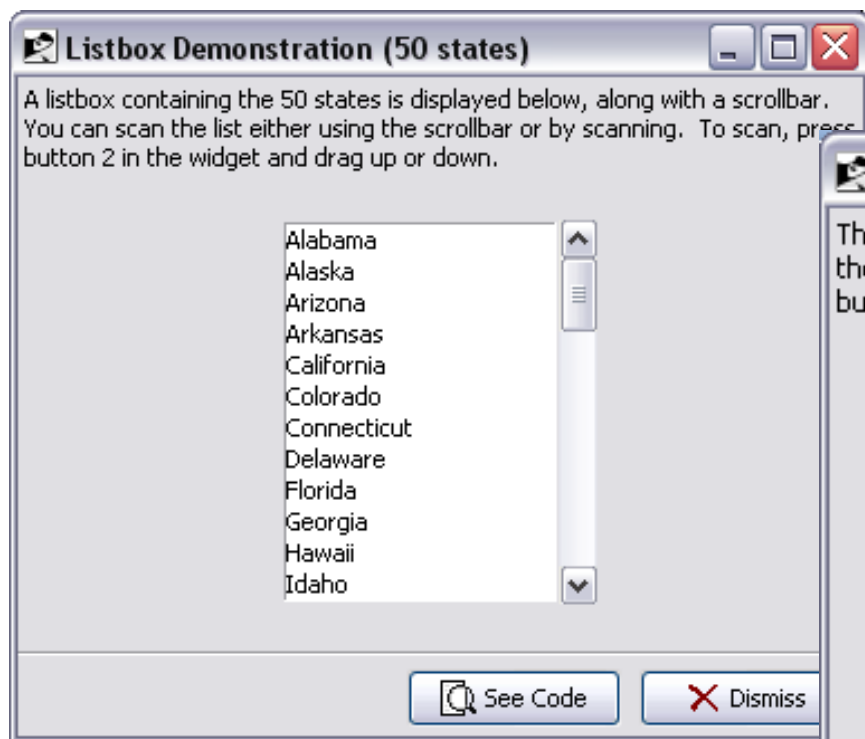 Listbox Demonstration (50 states)
A listbox containing the 50 states is displayed below, along with a scrollbar.
You can scan the list either using the scrollbar or by scanning.  To scan, press
button 2 in the widget and drag up or down.
Alabama
Alaska
Arizona
Arkansas
California
Colorado
Connecticut
Delaware
Florida
Georgia
Hawaii
Idaho
See Code
Dismiss